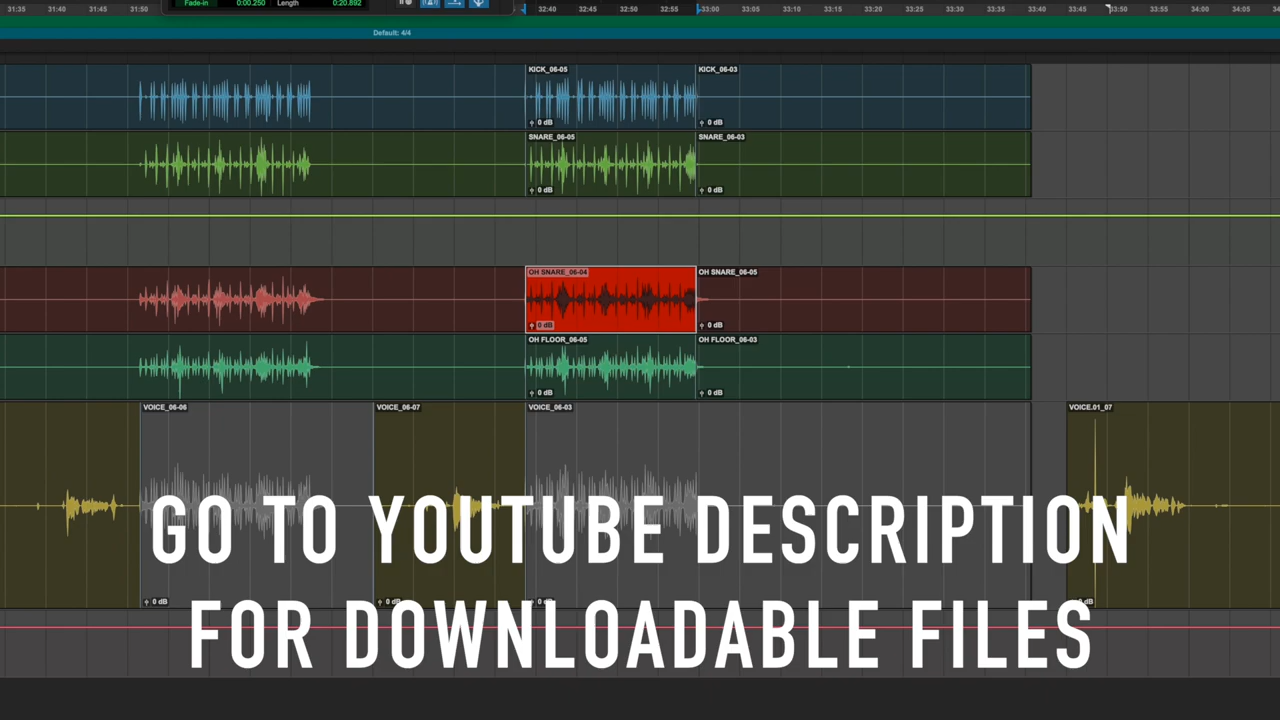 Fade-in 0:00.250 Length 0:20.892
31:35 31:40 31:45 31:50 32:40 32:45 32:50 32:55 33:00 33:05 33:10 33:15 33:20 33:25 33:30 33:35 33:40 33:45 33:50 33:55 34:00 34:05 34
Default: 4/4
KICK_06-05 KICK_06-03
0 dB 0 dB
SNARE_06-05 SNARE_06-03
0 dB 0 dB
OH SNARE_06-04 OH SNARE_06-05
0 dB 0 dB
OH FLOOR_06-05 OH FLOOR_06-03
0 dB 0 dB
VOICE_06-06 VOICE_06-07 VOICE_06-03 VOICE.01_07
GO TO YOUTUBE DESCRIPTION
0 dB 0 dB 0 dB 0 dB
FOR DOWNLOADABLE FILES